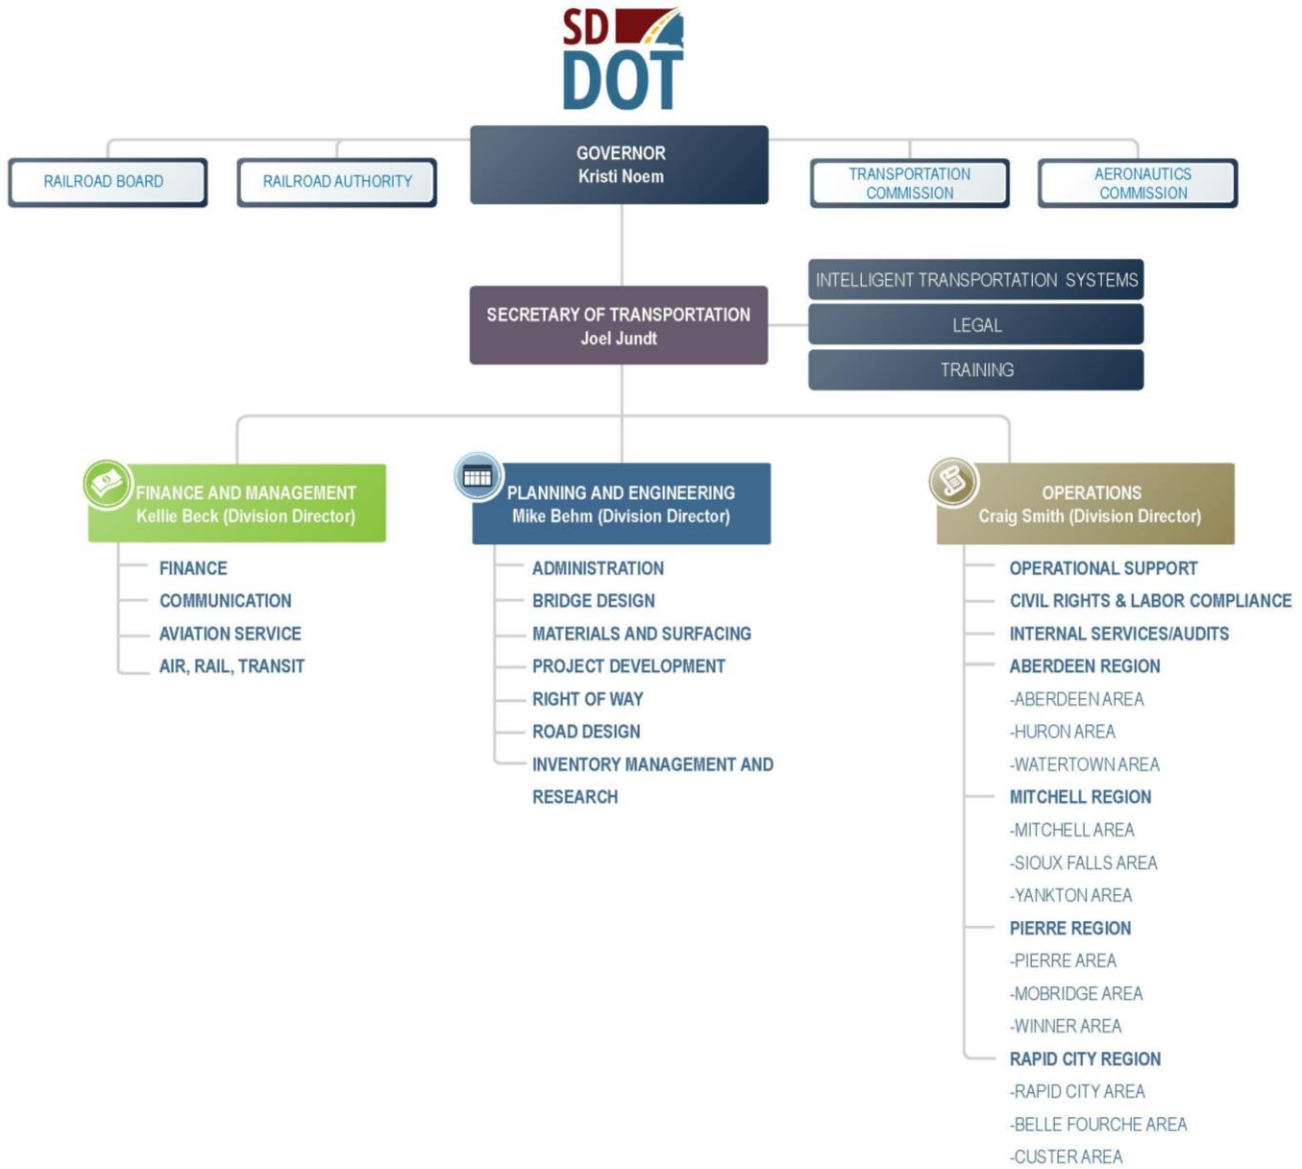 SD
DOT
GOVERNOR
Kristi Noem
RAILROAD BOARD
RAILROAD AUTHORITY
TRANSPORTATION
COMMISSION
AERONAUTICS
COMMISSION
SECRETARY OF TRANSPORTATION
Joel Jundt
INTELLIGENT TRANSPORTATION SYSTEMS
LEGAL
TRAINING
FINANCE AND MANAGEMENT
Kellie Beck (Division Director)
FINANCE
COMMUNICATION
AVIATION SERVICE
AIR, RAIL, TRANSIT
PLANNING AND ENGINEERING
Mike Behm (Division Director)
ADMINISTRATION
BRIDGE DESIGN
MATERIALS AND SURFACING
PROJECT DEVELOPMENT
RIGHT OF WAY
ROAD DESIGN
INVENTORY MANAGEMENT AND
RESEARCH
OPERATIONS
Craig Smith (Division Director)
OPERATIONAL SUPPORT
CIVIL RIGHTS & LABOR COMPLIANCE
INTERNAL SERVICES/AUDITS
ABERDEEN REGION
-ABERDEEN AREA
-HURON AREA
-WATERTOWN AREA
MITCHELL REGION
-MITCHELL AREA
-SIOUX FALLS AREA
-YANKTON AREA
PIERRE REGION
-PIERRE AREA
-MOBRIDGE AREA
-WINNER AREA
RAPID CITY REGION
-RAPID CITY AREA
-BELLE FOURCHE AREA
-CUSTER AREA